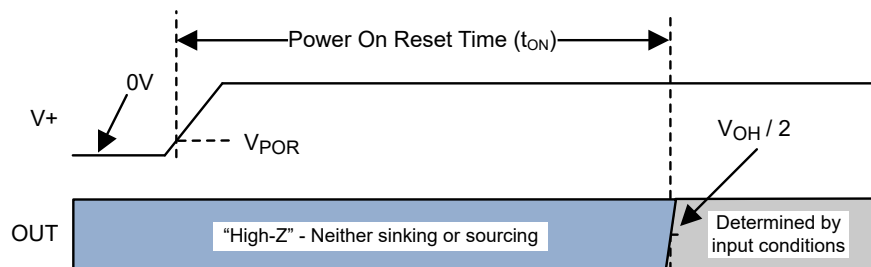 Power On Reset Time (tON)
0V
V+
VPOR
VOH / 2
OUT
“High-Z” - Neither sinking or sourcing
Determined by
input conditions